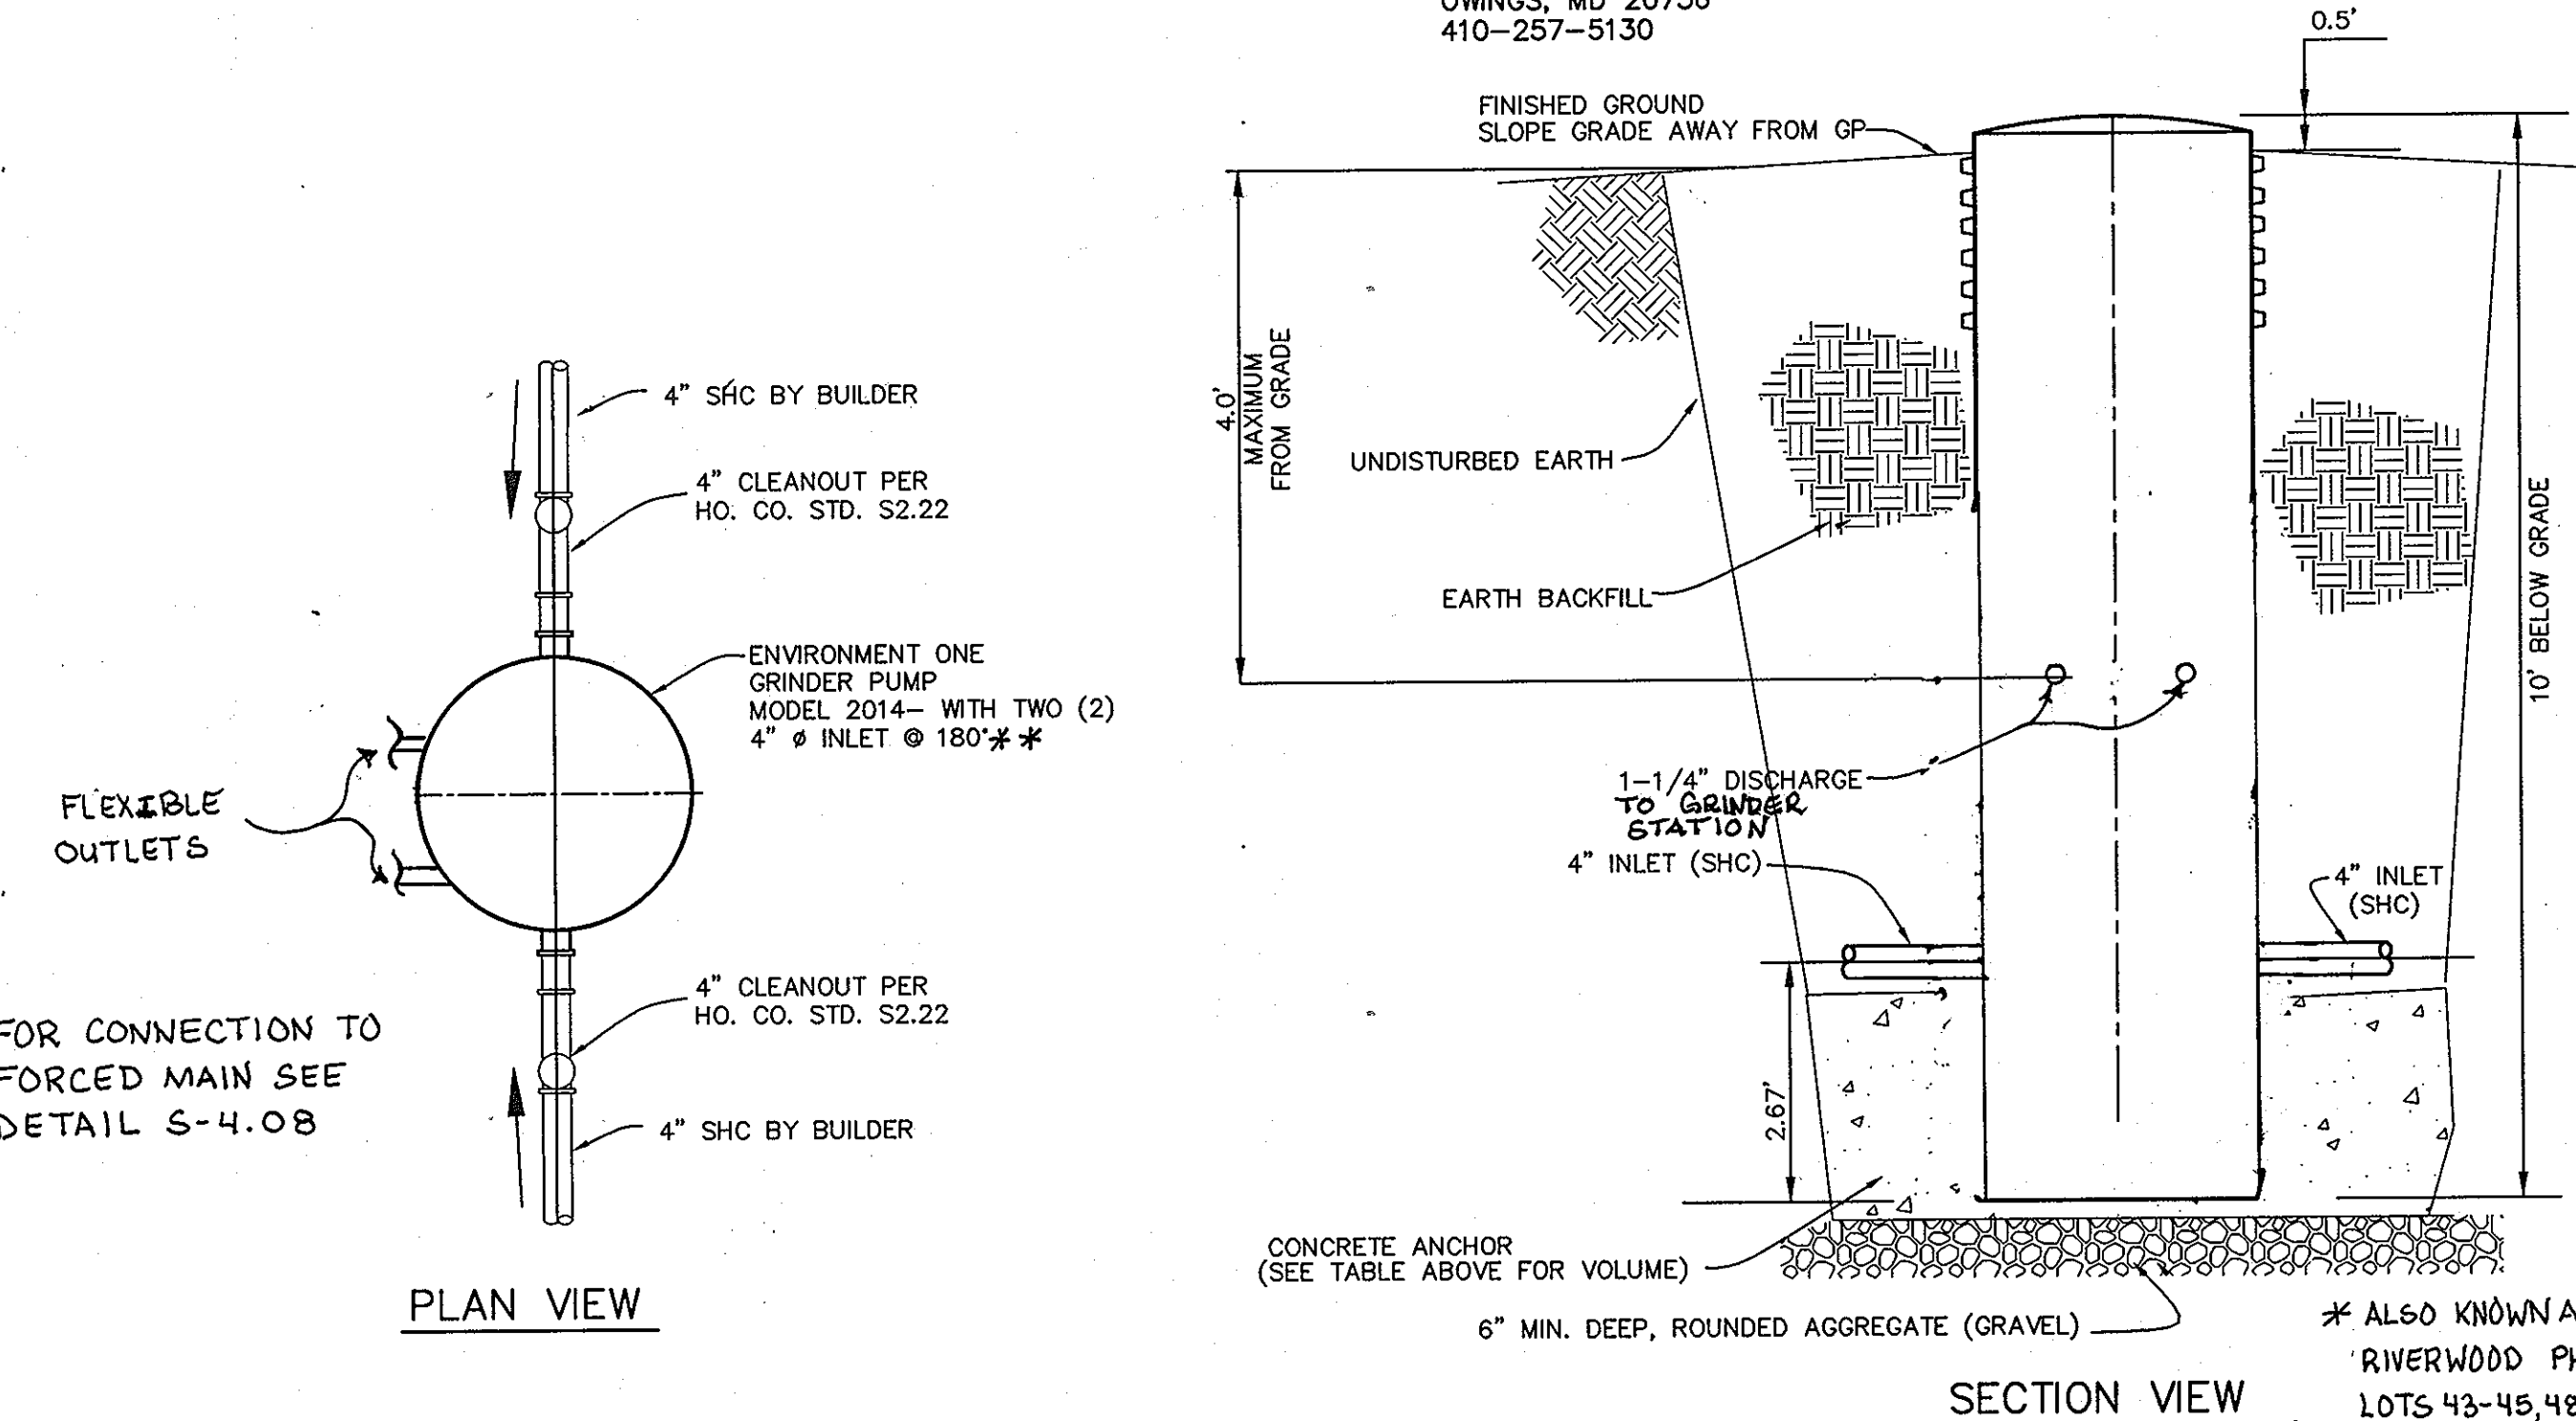 410-257-5130
0.5'
FINISHED GROUND
SLOPE GRADE AWAY FROM GP
4.0'
MAXIMUM
FROM GRADE
UNDISTURBED EARTH
EARTH BACKFILL
10' BELOW GRADE
1-1/4" DISCHARGE
TO GRINDER
STATION
4" INLET (SHC)
4" INLET
(SHC)
2.67'
CONCRETE ANCHOR
(SEE TABLE ABOVE FOR VOLUME)
6" MIN. DEEP, ROUNDED AGGREGATE (GRAVEL)
SECTION VIEW
* ALSO KNOWN
RIVERWOOD
LOTS 43-45,48
4" SHC BY BUILDER
4" CLEANOUT PER
HO. CO. STD. S2.22
ENVIRONMENT ONE
GRINDER PUMP
MODEL 2014- WITH TWO (2)
4" ø INLET @ 180°* *
FLEXIBLE
OUTLETS
4" CLEANOUT PER
HO. CO. STD. S2.22
FOR CONNECTION TO
FORCED MAIN SEE
DETAIL S-4.08
4" SHC BY BUILDER
PLAN VIEW